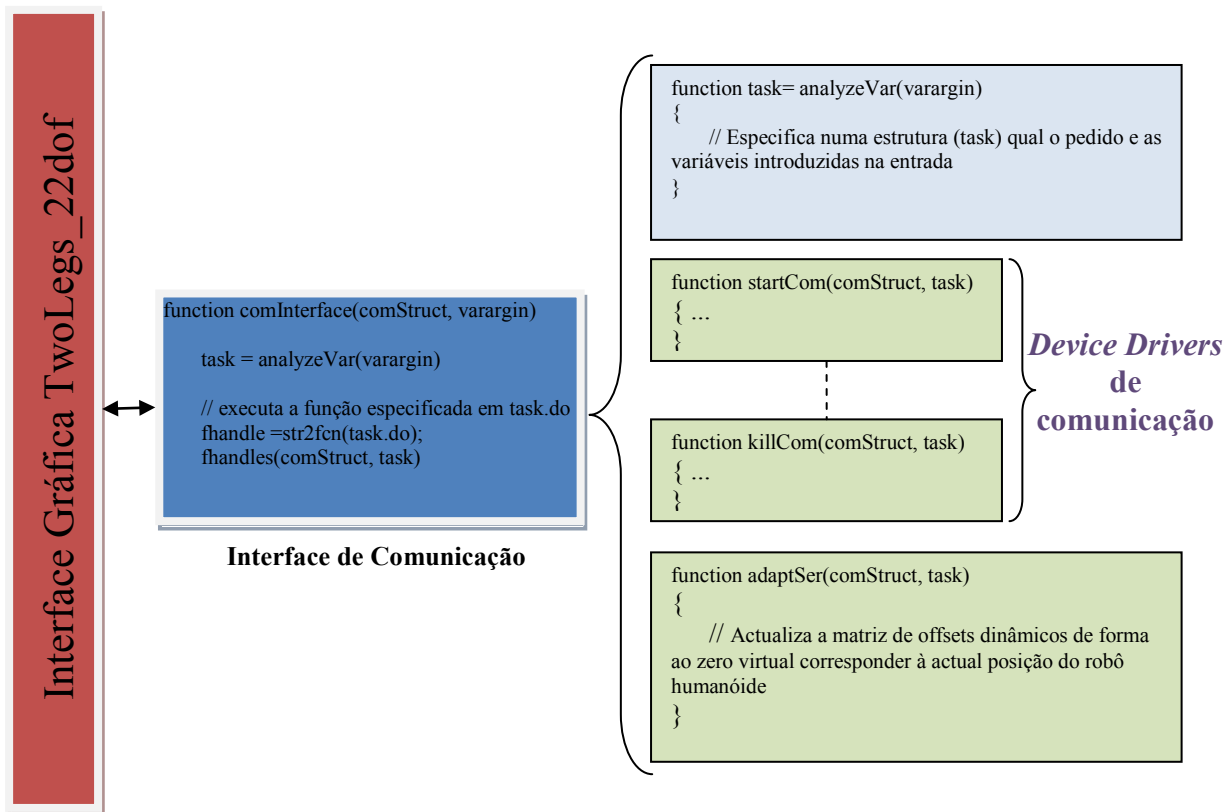 Interface Gráfica TwoLegs_22dof
function comInterface(comStruct, varargin)
task = analyzeVar(varargin)
// executa a função especificada em task.do
fhandle =str2fcn(task.do);
fhandles(comStruct, task)
Interface de Comunicação
function task= analyzeVar(varargin)
{
// Especifica numa estrutura (task) qual o pedido e as
variáveis introduzidas na entrada
}
function startCom(comStruct, task)
{ ...
}
function killCom(comStruct, task)
{ ...
}
Device Drivers
de
comunicação
function adaptSer(comStruct, task)
{
// Actualiza a matriz de offsets dinâmicos de forma
ao zero virtual corresponder à actual posição do robô
humanóide
}